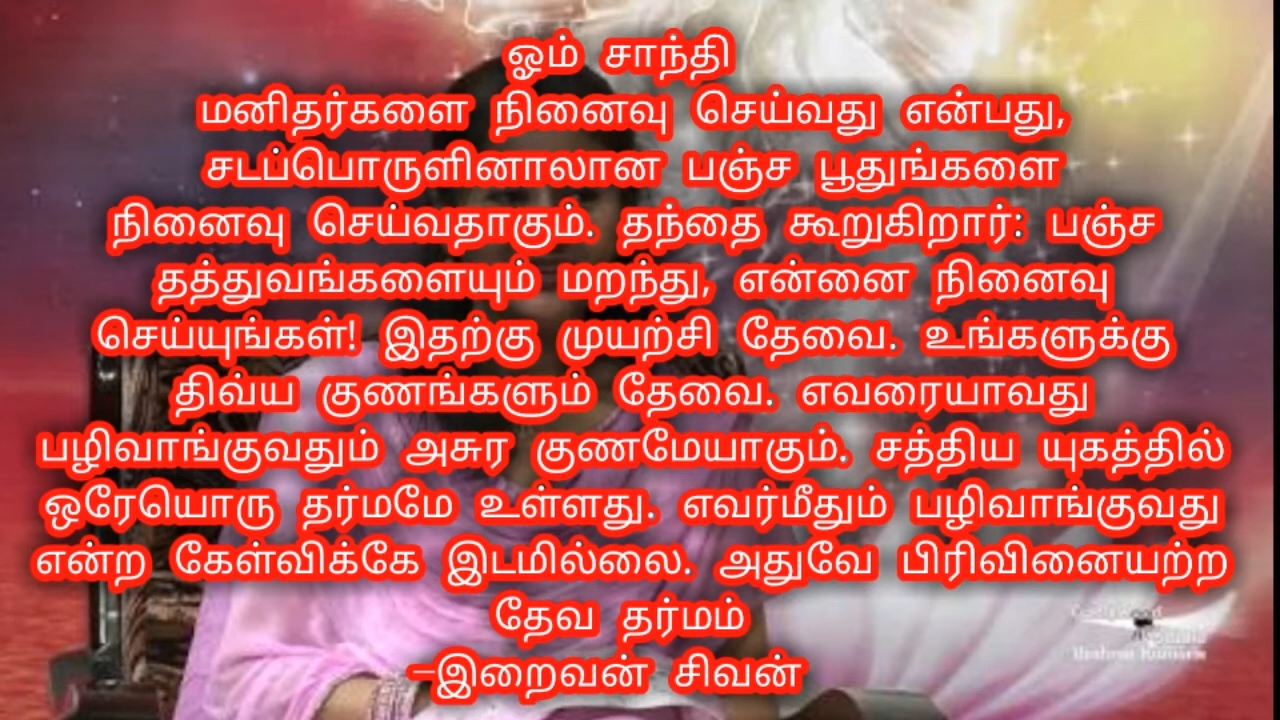 ஓம் சாந்தி
மனிதர்களை நினைவு செய்வது என்பது,
சடப்பொருளினாலான பஞ்ச பூதுங்களை
நினைவு செய்வதாகும். தந்தை கூறுகிறார்: பஞ்ச
தத்துவங்களையும் மறந்து, என்னை நினைவு
செய்யுங்கள்! இதற்கு முயற்சி தேவை. உங்களுக்கு
திவ்ய குணங்களும் தேவை. எவரையாவது
பழிவாங்குவதும் அசுர குணமேயாகும். சத்திய யுகத்தில்
ஒரேயொரு தர்மமே உள்ளது. எவர்மீதும் பழிவாங்குவது
என்ற கேள்விக்கே இடமில்லை. அதுவே பிரிவினையற்ற
தேவ தர்மம்
–இறைவன் சிவன்